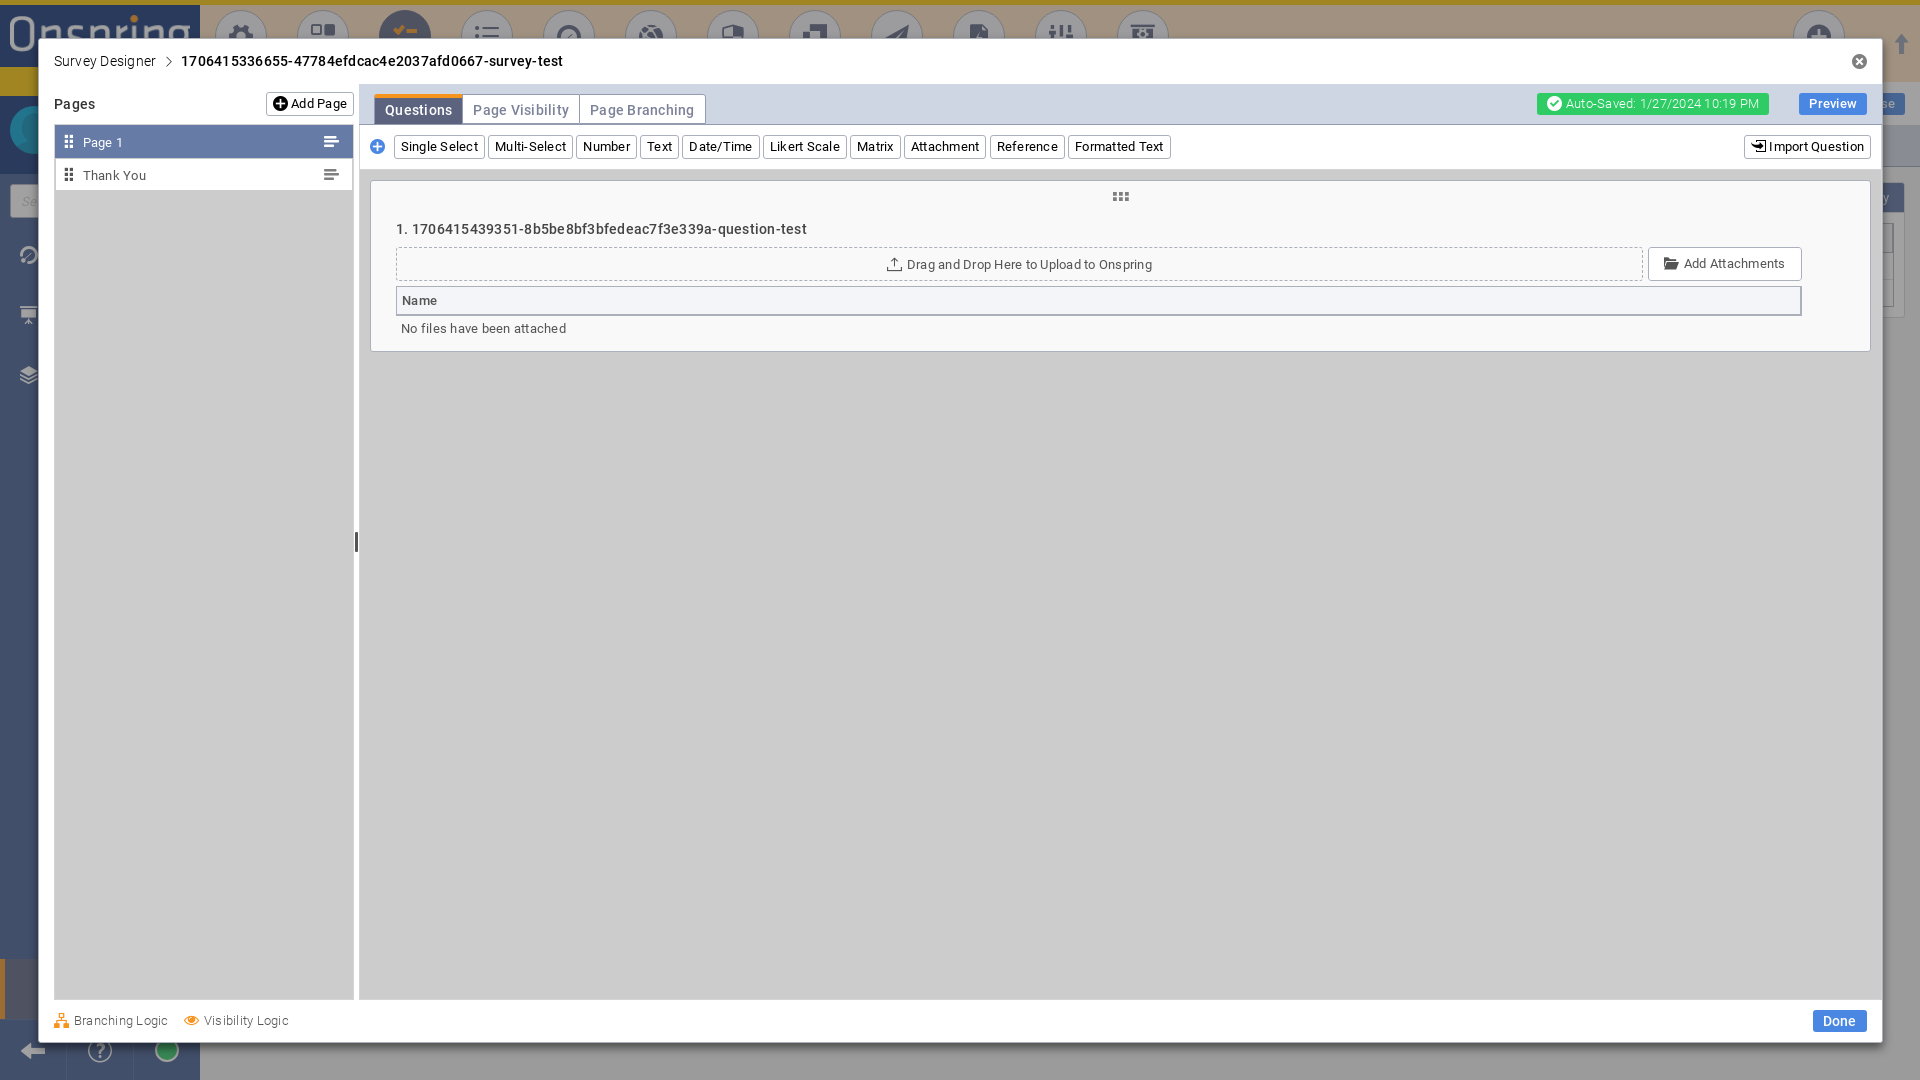 Onspring
Survey Designer > 1706415336655-47784efdcac4e2037afd0667-survey-test
Pages
Add Page
Page 1
Thank You
Questions
Page Visibility
Page Branching
Auto-Saved: 1/27/2024 10:19 PM
Preview
Single Select
Multi-Select
Number
Text
Date/Time
Likert Scale
Matrix
Attachment
Reference
Formatted Text
Import Question
1. 1706415439351-8b5be8bf3bfedeac7f3e339a-question-test
Drag and Drop Here to Upload to Onspring
Add Attachments
Name
No files have been attached
Branching Logic
Visibility Logic
Done